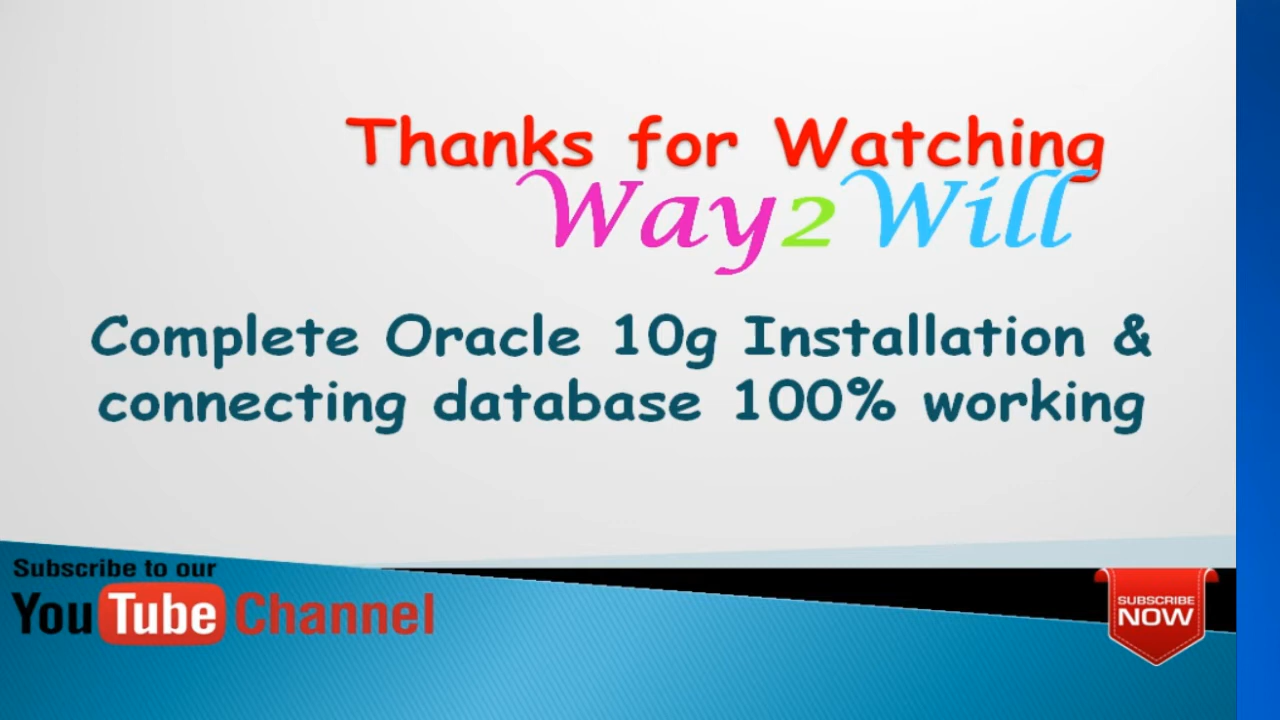 Thanks for Watching
Way2Will
Complete Oracle 10g Installation &
connecting database 100% working
Subscribe to our
YouTube Channel
SUBSCRIBE
NOW